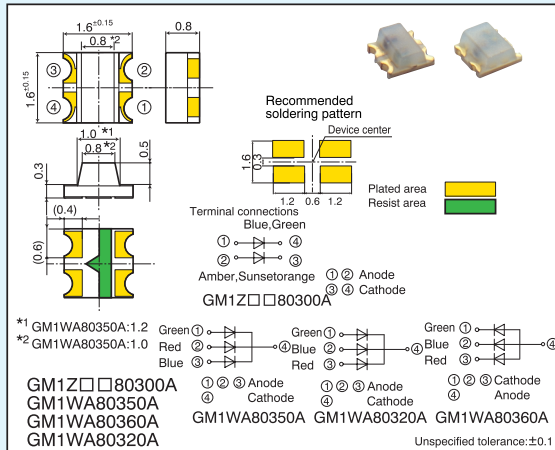 1.6±0.15
0.8*2
0.8
1.6±0.15
③ ②
④ ①
1.0 *1
0.8*2
0.5
0.3
(0.4)
(0.6)
Recommended
soldering pattern
Device center
1.6
0.3
1.2 0.6 1.2
Plated area
Resist area
Terminal connections
Blue,Green
① ④
② ③
Amber,Sunsetorange
① ② Anode
③ ④ Cathode
GM1Z□□80300A
*1 GM1WA80350A:1.2
*2 GM1WA80350A:1.0
GM1Z□□80300A
GM1WA80350A
GM1WA80360A
GM1WA80320A
Green ①
Red ②
Blue ③
④ Cathode
① ② ③ Anode
④ Cathode
GM1WA80350A
Green ①
Blue ②
Red ③
④ Cathode
① ② ③ Anode
④ Cathode
GM1WA80320A
Green ①
Blue ②
Red ③
④
① ② ③ Cathode
④ Anode
GM1WA80360A
Unspecified tolerance:±0.1